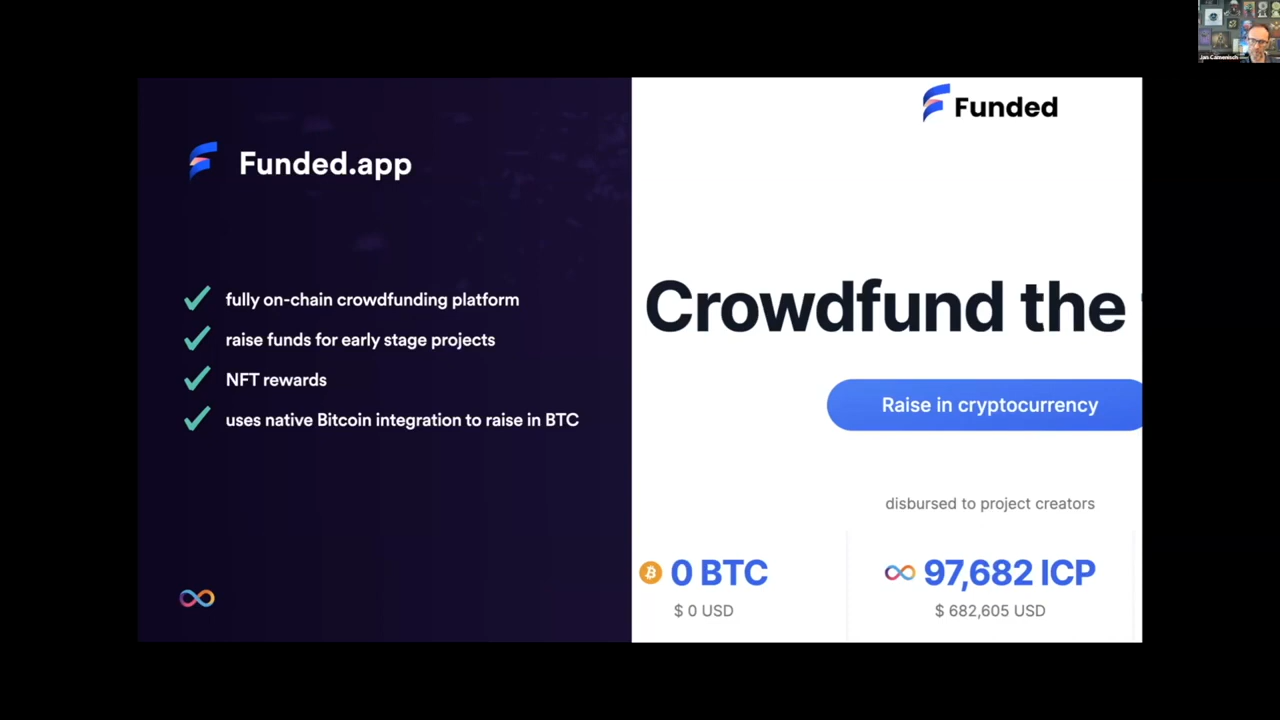 Jan Camenisch
Funded.app
fully on-chain crowdfunding platform
raise funds for early stage projects
NFT rewards
uses native Bitcoin integration to raise in BTC
Funded
Crowdfund the
Raise in cryptocurrency
disbursed to project creators
0 BTC
$ 0 USD
97,682 ICP
$ 682,605 USD